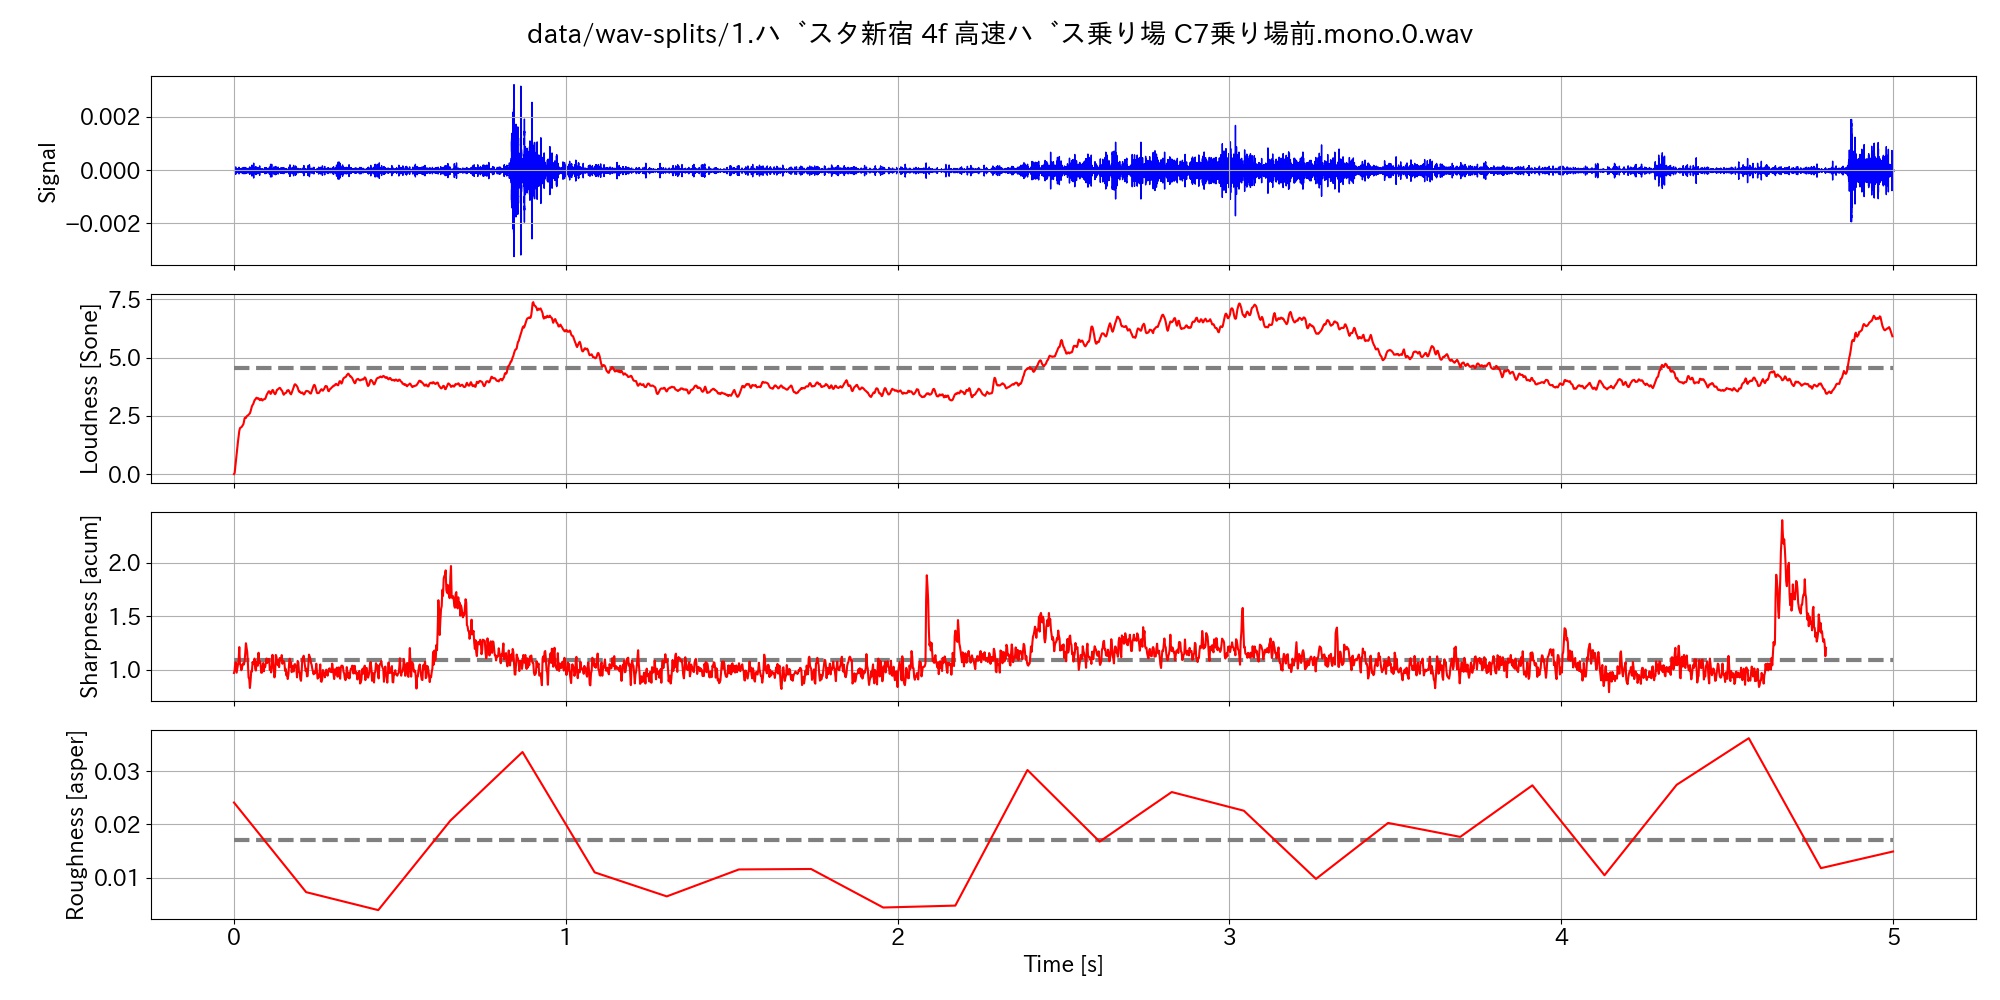 data/wav-splits/1.バスタ新宿 4f 高速バス乗り場 C7乗り場前.mono.0.wav
Signal
0.002
0.000
−0.002
Loudness [Sone]
7.5
5.0
2.5
0.0
Sharpness [acum]
2.0
1.5
1.0
Roughness [asper]
0.03
0.02
0.01
0 1 2 3 4 5
Time [s]